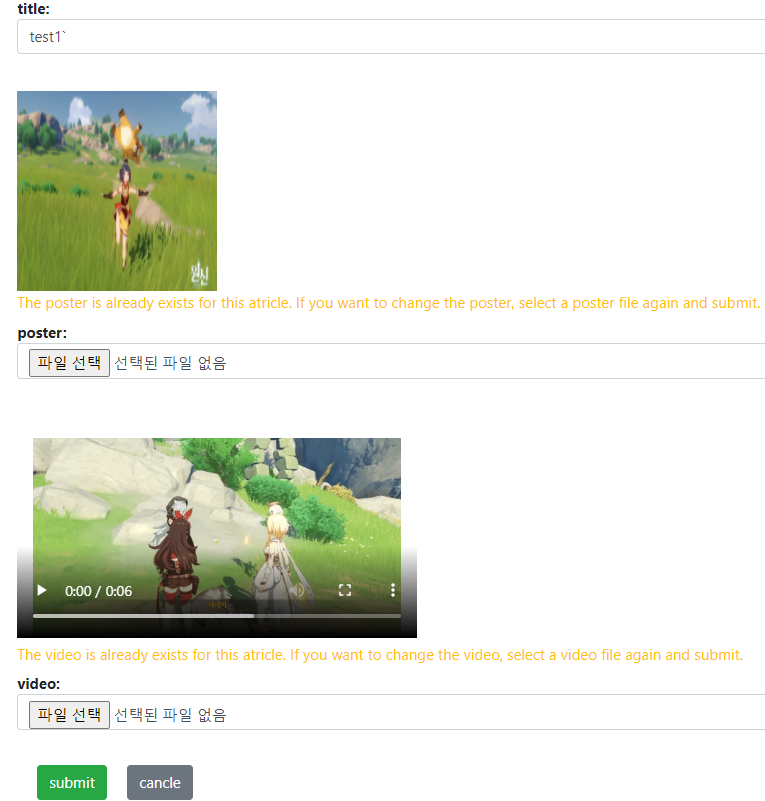 title:
test1`
원신
The poster is already exists for this atricle. If you want to change the poster, select a poster file again and submit.
poster:
파일 선택 선택된 파일 없음
0:00 / 0:06
The video is already exists for this atricle. If you want to change the video, select a video file again and submit.
video:
파일 선택 선택된 파일 없음
submit cancle